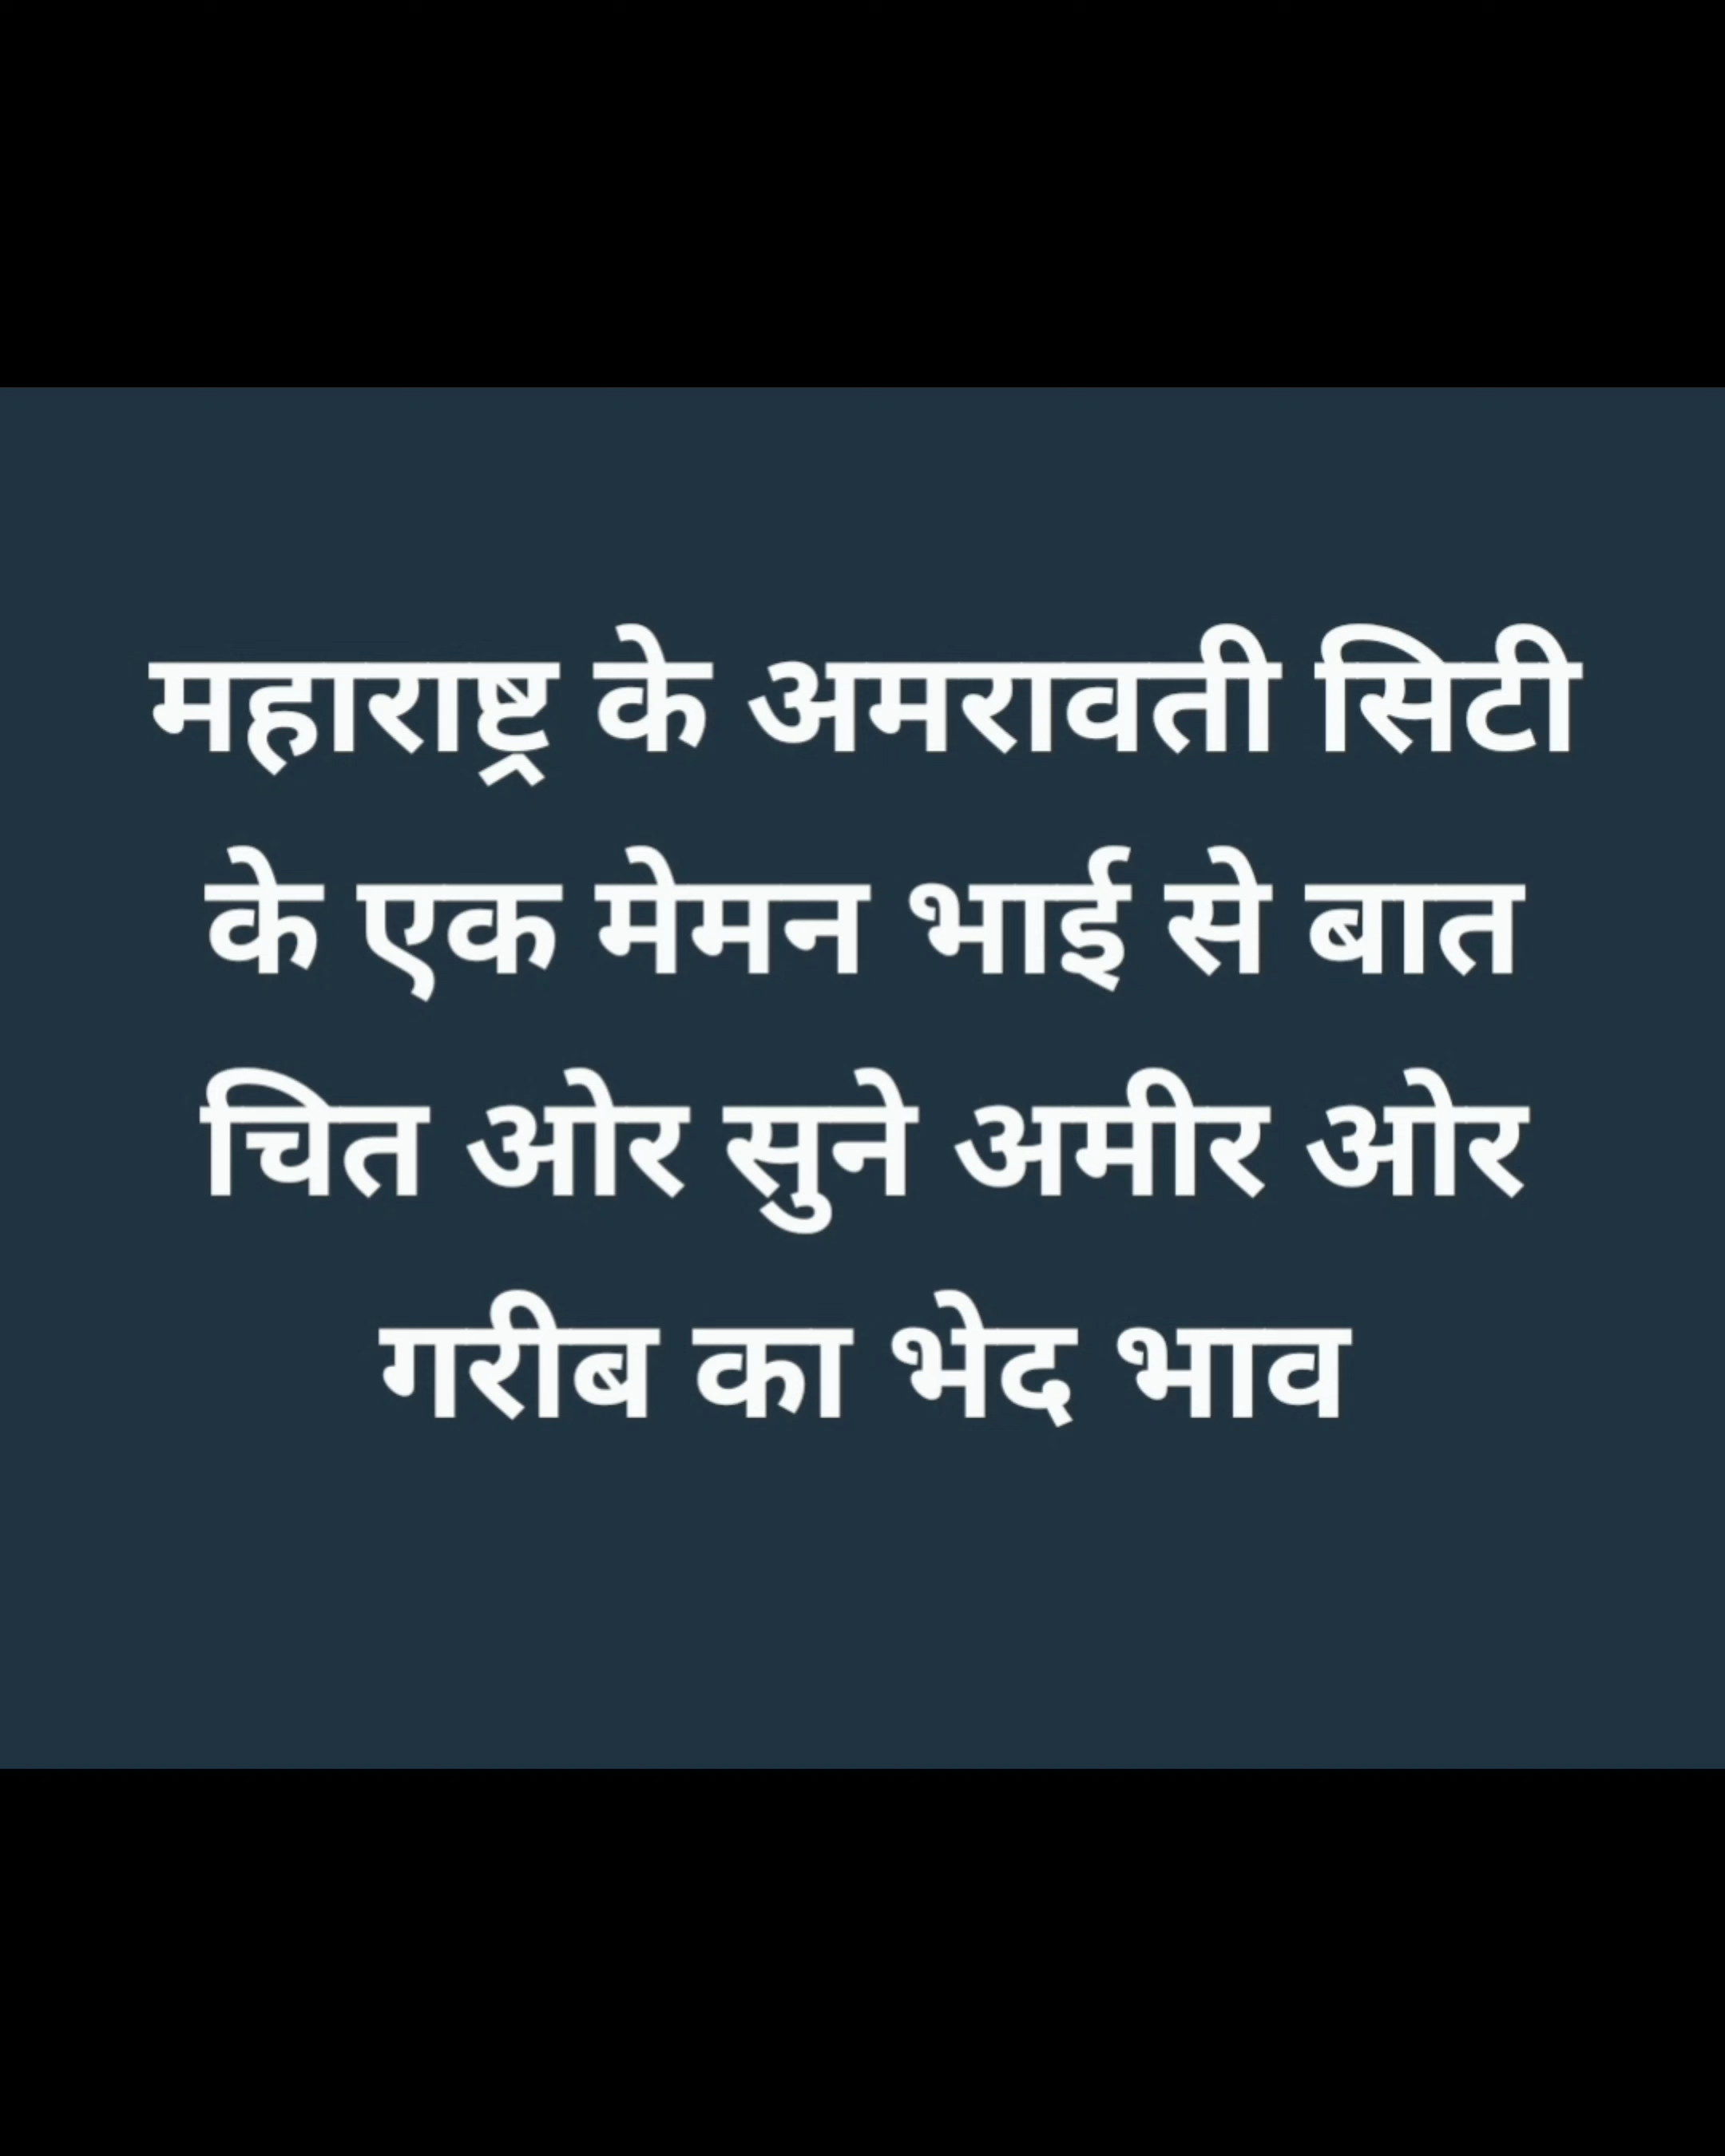 महाराष्ट्र के अमरावती सिटी
के एक मेमन भाई से बात
चित ओर सुने अमीर ओर
गरीब का भेद भाव